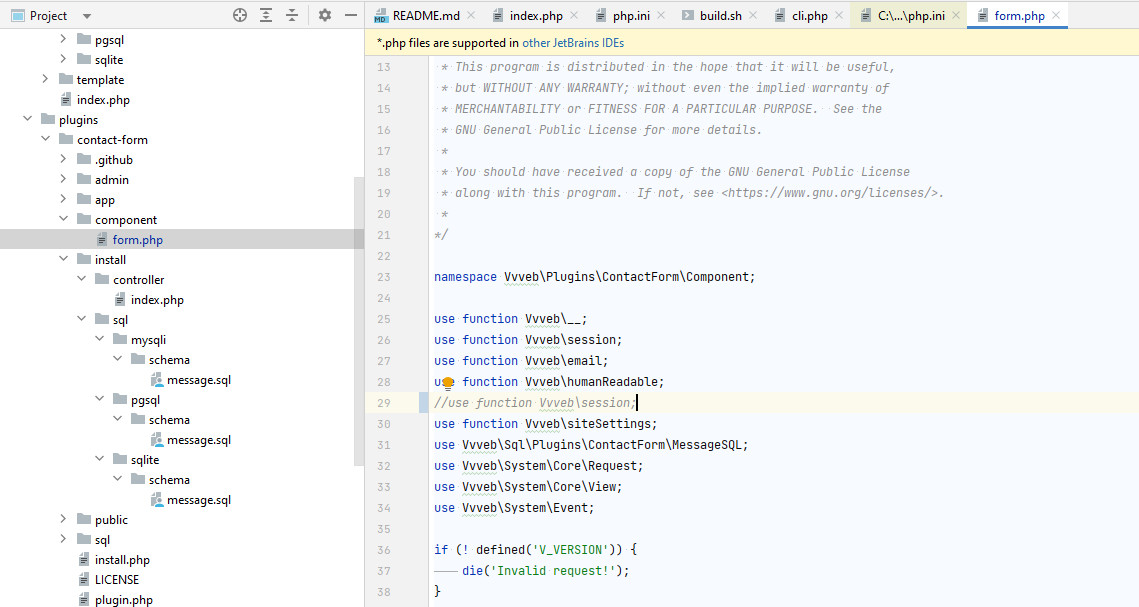 Project
README.md
index.php
php.ini
build.sh
cli.php
C:\...\php.ini
form.php
pgsql
sqlite
template
index.php
plugins
contact-form
.github
admin
app
component
form.php
install
controller
index.php
sql
mysqli
schema
message.sql
pgsql
schema
message.sql
sqlite
schema
message.sql
public
sql
install.php
LICENSE
plugin.php
*.php files are supported in other JetBrains IDEs
13 * This program is distributed in the hope that it will be useful,
14 * but WITHOUT ANY WARRANTY; without even the implied warranty of
15 * MERCHANTABILITY or FITNESS FOR A PARTICULAR PURPOSE.  See the
16 * GNU General Public License for more details.
17 *
18 * You should have received a copy of the GNU General Public License
19 * along with this program.  If not, see <https://www.gnu.org/licenses/>.
20 *
21 */
22
23 namespace Vvveb\Plugins\ContactForm\Component;
24
25 use function Vvveb\__;
26 use function Vvveb\session;
27 use function Vvveb\email;
28 use function Vvveb\humanReadable;
29 //use function Vvveb\session;
30 use function Vvveb\siteSettings;
31 use Vvveb\Sql\Plugins\ContactForm\MessageSQL;
32 use Vvveb\System\Core\Request;
33 use Vvveb\System\Core\View;
34 use Vvveb\System\Event;
35
36 if (! defined('V_VERSION')) {
37 die('Invalid request!');
38 }